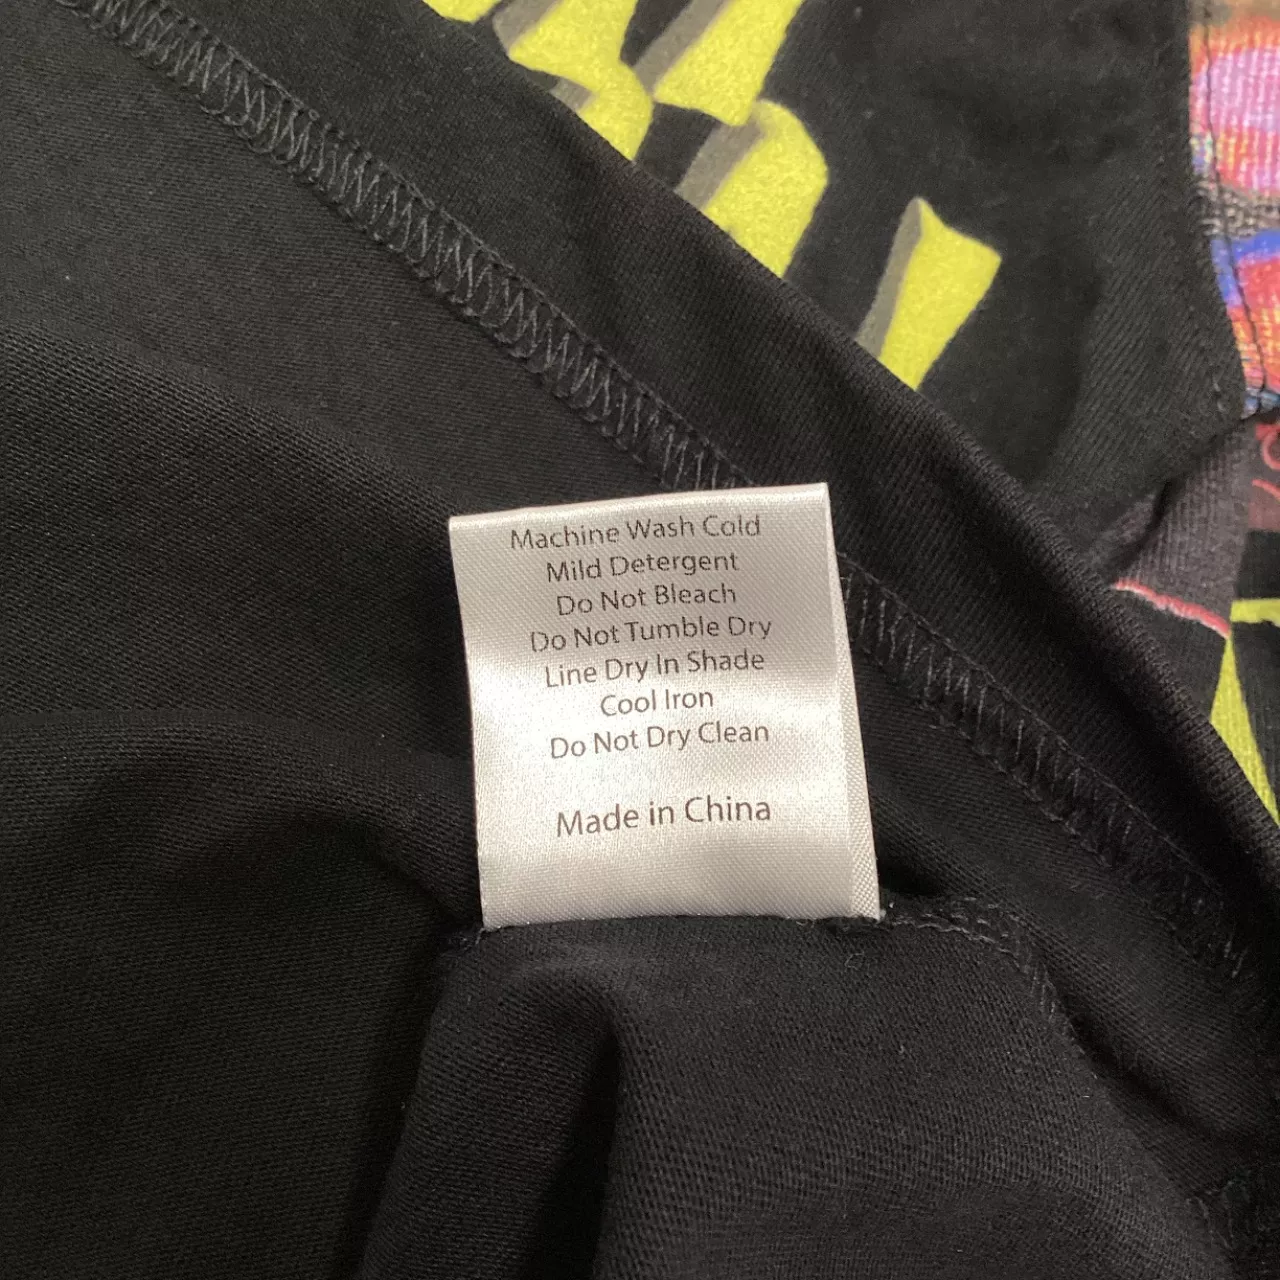 Machine Wash Cold
Mild Detergent
Do Not Bleach
Do Not Tumble Dry
Line Dry In Shade
Cool Iron
Do Not Dry Clean
Made in China